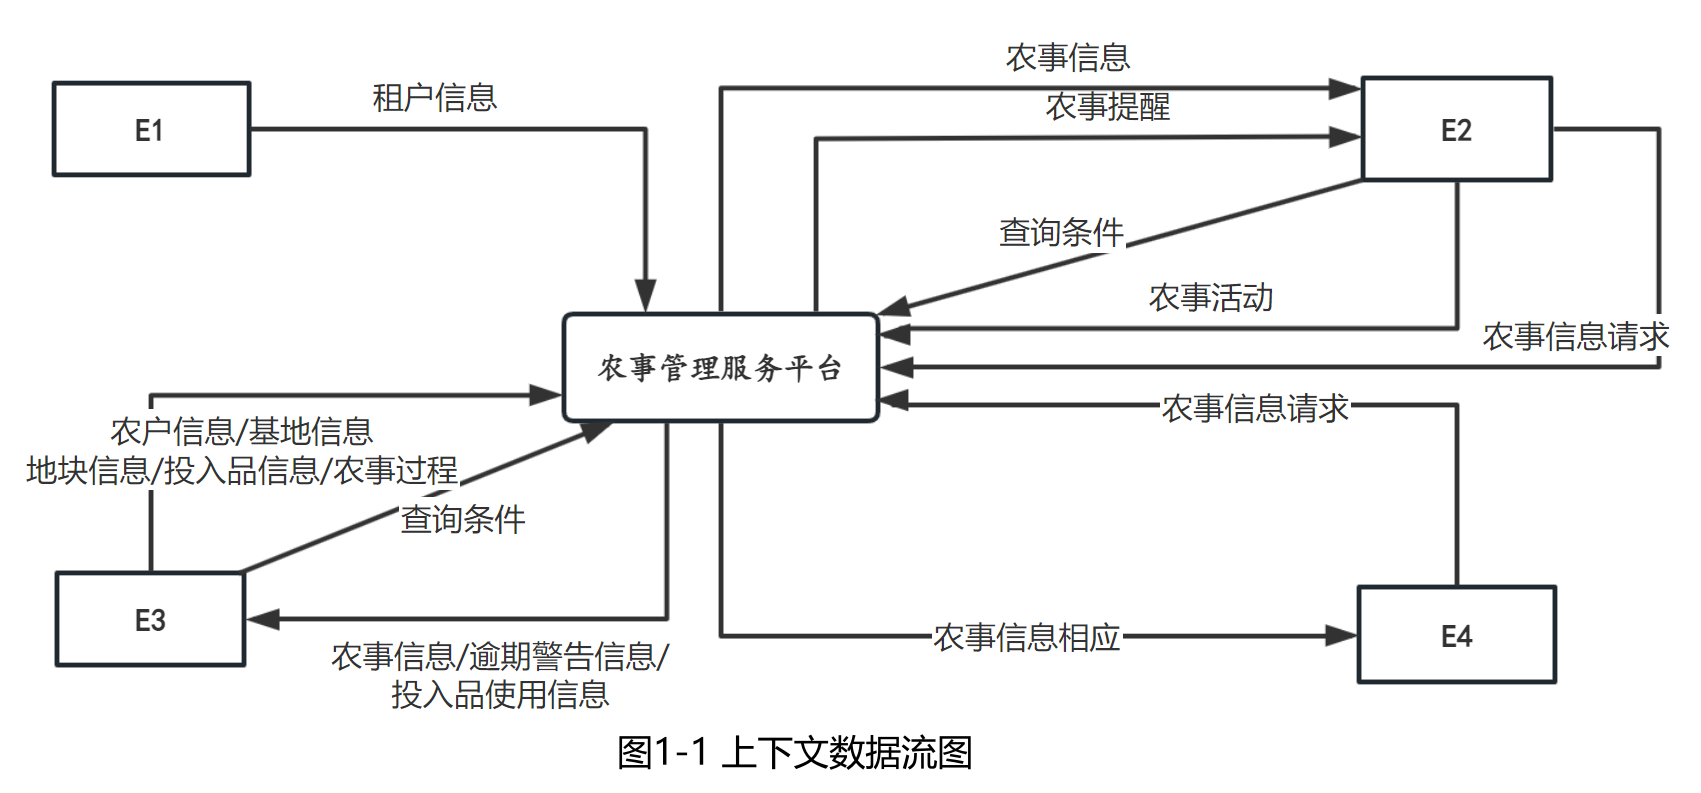 农事信息
租户信息
农事提醒
E1
E2
查询条件
农事活动
农事信息请求
农事管理服务平台
农事信息请求
农户信息/基地信息
地块信息/投入品信息/农事过程
查询条件
E3
E4
农事信息相应
农事信息/逾期警告信息/
投入品使用信息
图1-1 上下文数据流图